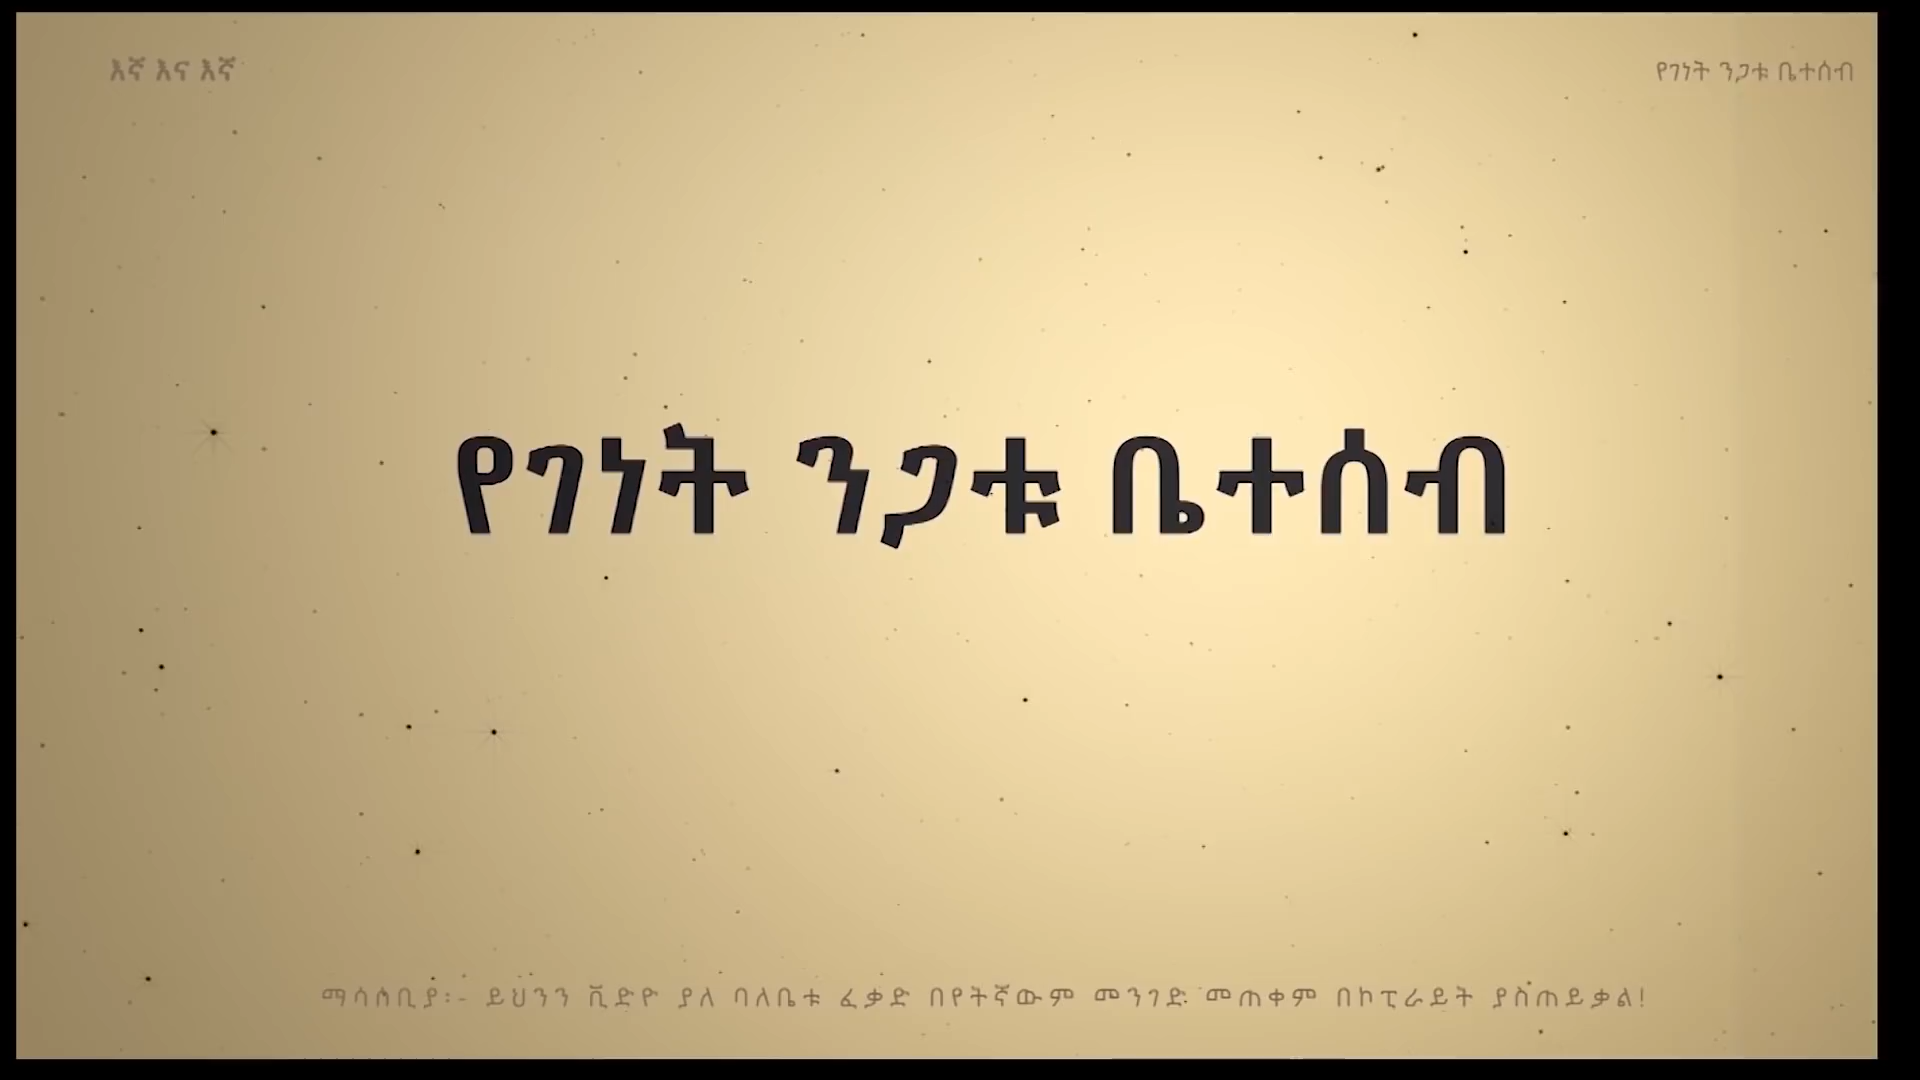 እኛ እና እኛ
የገነት ንጋቱ ቤተሰብ
የገነት ንጋቱ ቤተሰብ
ማሳሰቢያ፡- ይህንን ቪድዮ ያለ ባለቤቱ ፈቃድ በየትኛውም መንገድ መጠቀም በኮፒራይት ያስጠይቃል!